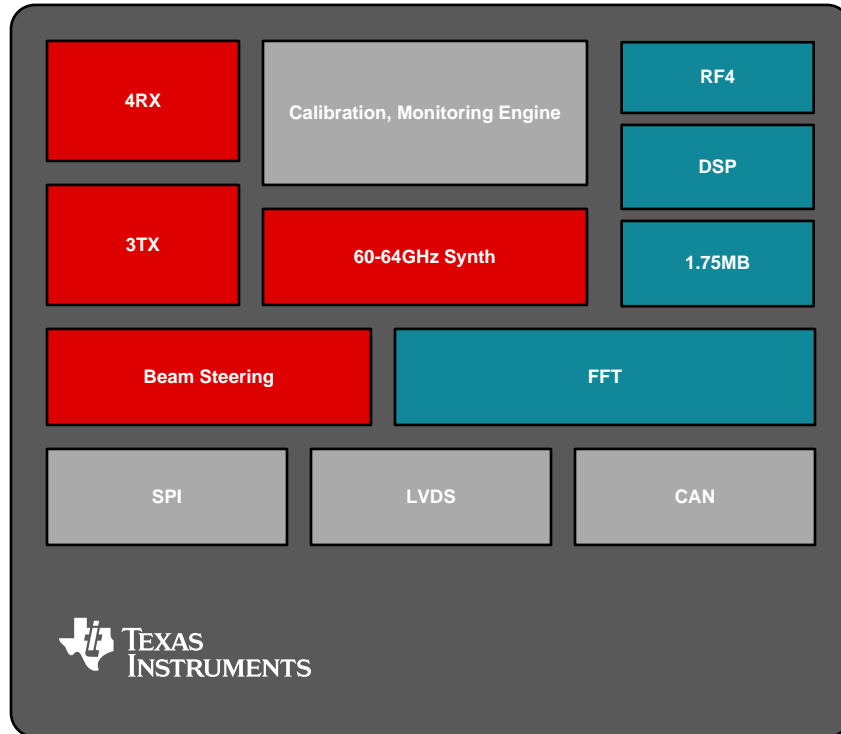 4RX
Calibration, Monitoring Engine
RF4
DSP
3TX
60-64GHz Synth
1.75MB
Beam Steering
FFT
SPI
LVDS
CAN
TEXAS
INSTRUMENTS